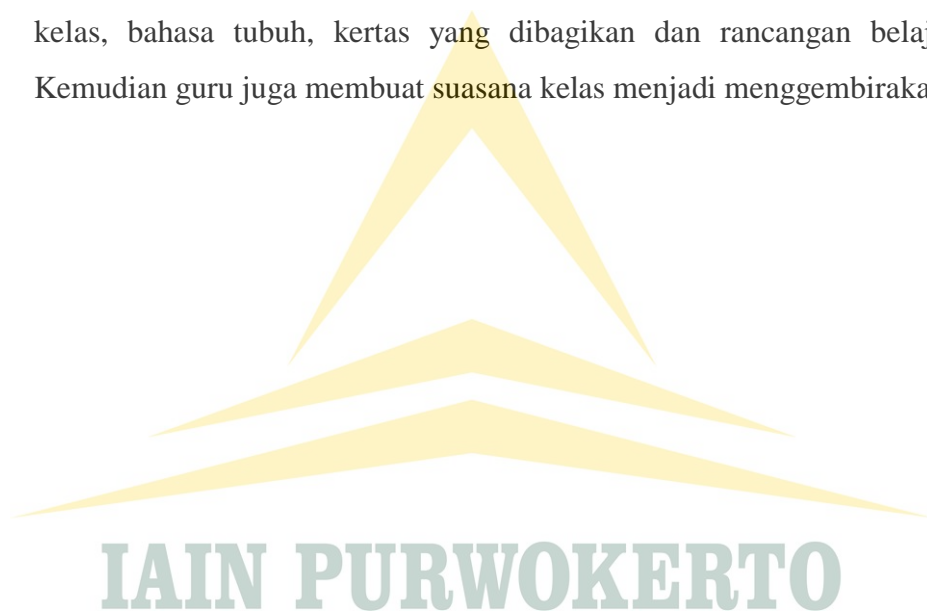 kelas, bahasa tubuh, kertas yang dibagikan dan rancangan belaj
Kemudian guru juga membuat suasana kelas menjadi menggembiraka
IAIN PURWOKERTO